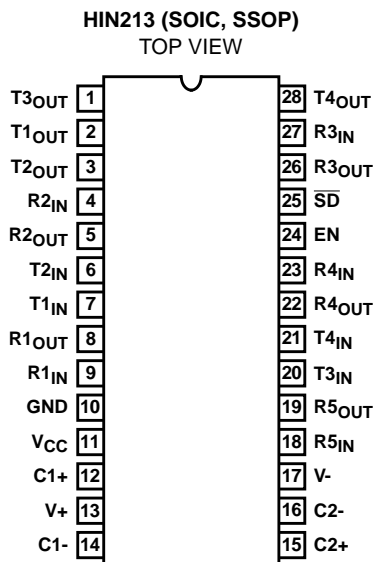 HIN213 (SOIC, SSOP)
TOP VIEW
T3OUT 1 28 T4OUT
T1OUT 2 27 R3IN
T2OUT 3 26 R3OUT
R2IN 4 25 SD
R2OUT 5 24 EN
T2IN 6 23 R4IN
T1IN 7 22 R4OUT
R1OUT 8 21 T4IN
R1IN 9 20 T3IN
GND 10 19 R5OUT
VCC 11 18 R5IN
C1+ 12 17 V-
V+ 13 16 C2-
C1- 14 15 C2+